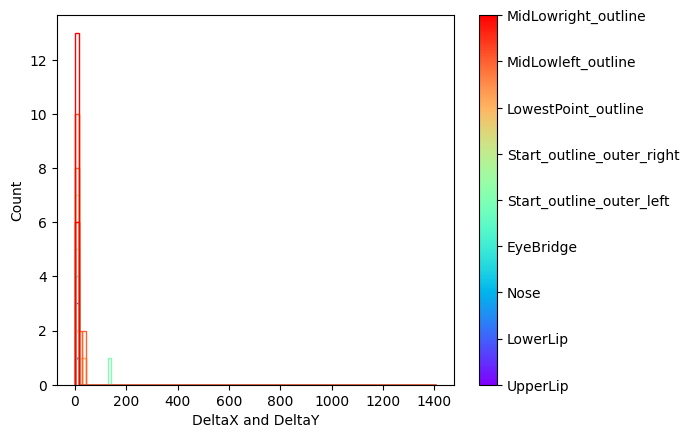 MidLowright_outline
12
MidLowleft_outline
10
LowestPoint_outline
8
Start_outline_outer_right
Count
6
Start_outline_outer_left
4
EyeBridge
Nose
2
LowerLip
0
UpperLip
0 200 400 600 800 1000 1200 1400
DeltaX and DeltaY